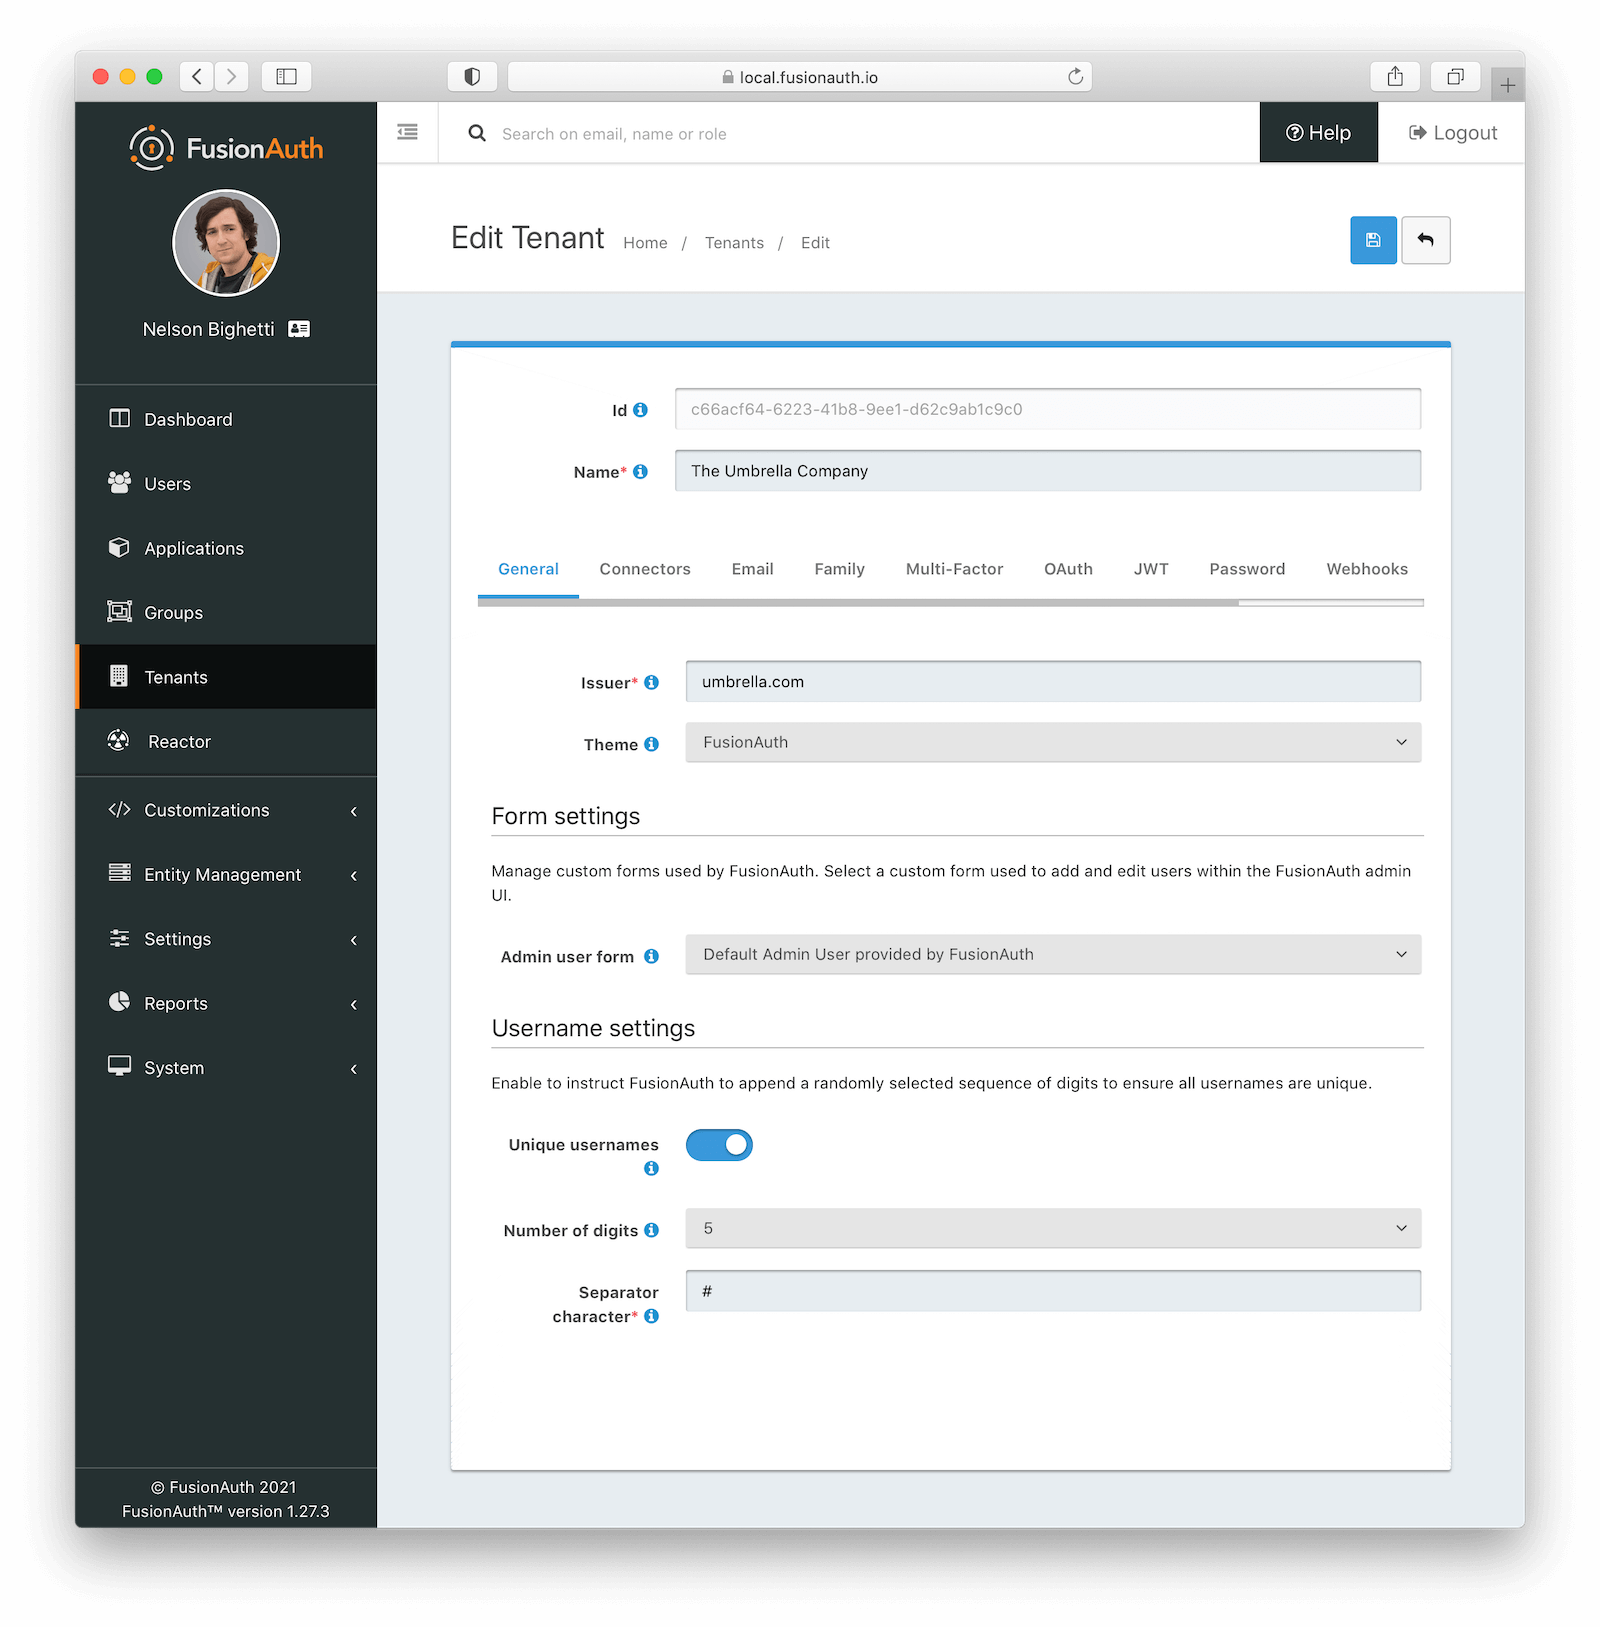 local.fusionauth.io
FusionAuth
Search on email, name or role
Help
Logout
Nelson Bighetti
Edit Tenant
Home / Tenants / Edit
Dashboard
Users
Applications
Groups
Tenants
Reactor
Customizations
Entity Management
Settings
Reports
System
© FusionAuth 2021
FusionAuth™ version 1.27.3
Id c66acf64-6223-41b8-9ee1-d62c9ab1c9c0
Name* The Umbrella Company
General Connectors Email Family Multi-Factor OAuth JWT Password Webhooks
Issuer* umbrella.com
Theme FusionAuth
Form settings
Manage custom forms used by FusionAuth. Select a custom form used to add and edit users within the FusionAuth admin
UI.
Admin user form Default Admin User provided by FusionAuth
Username settings
Enable to instruct FusionAuth to append a randomly selected sequence of digits to ensure all usernames are unique.
Unique usernames
Number of digits 5
Separator #
character*